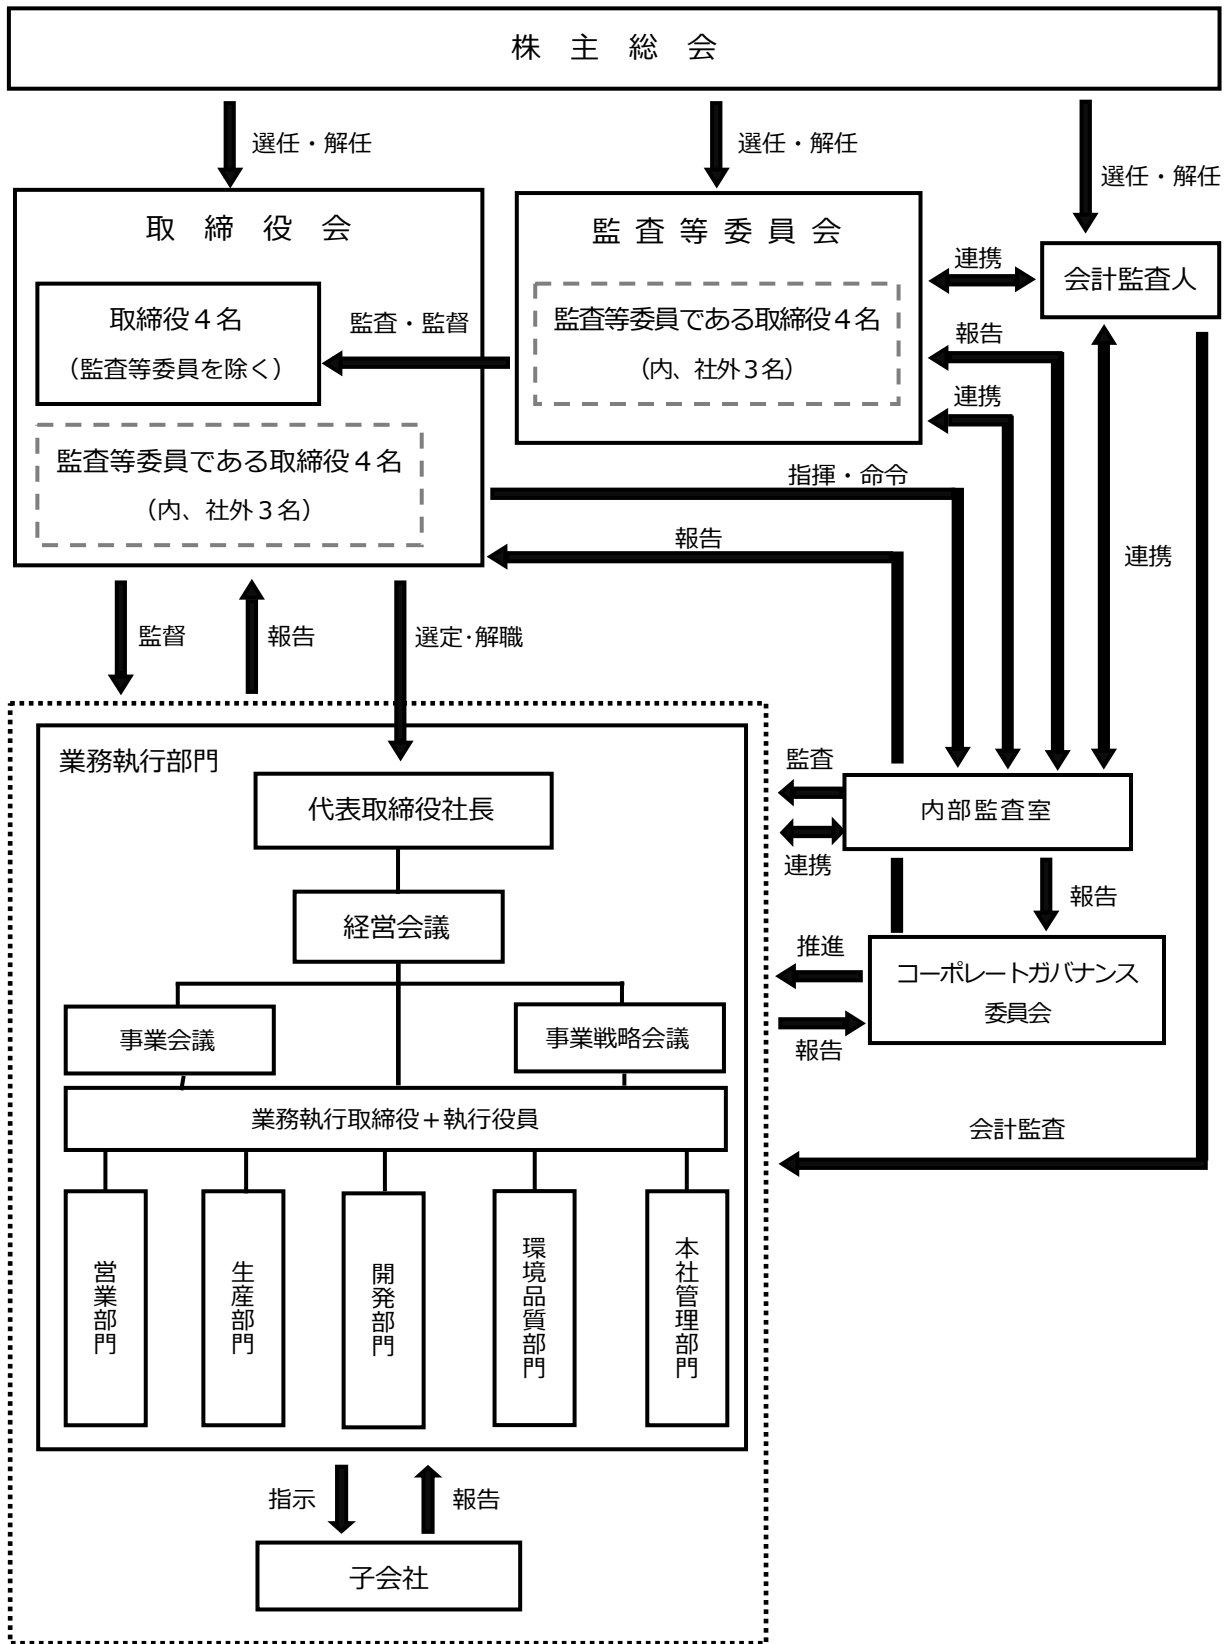 株主総会
選任・解任
選任・解任
選任・解任
取締役会
監査等委員会
連携
会計監査人
取締役４名
（監査等委員を除く）
監査・監督
監査等委員である取締役４名
（内、社外３名）
報告
連携
監査等委員である取締役４名
（内、社外３名）
指揮・命令
報告
連携
監督
報告
選定･解職
業務執行部門
代表取締役社長
監査
内部監査室
連携
経営会議
報告
推進
コーポレートガバナンス
委員会
報告
事業会議
事業戦略会議
業務執行取締役＋執行役員
会計監査
営業部門
生産部門
開発部門
環境品質部門
本社管理部門
指示
報告
子会社